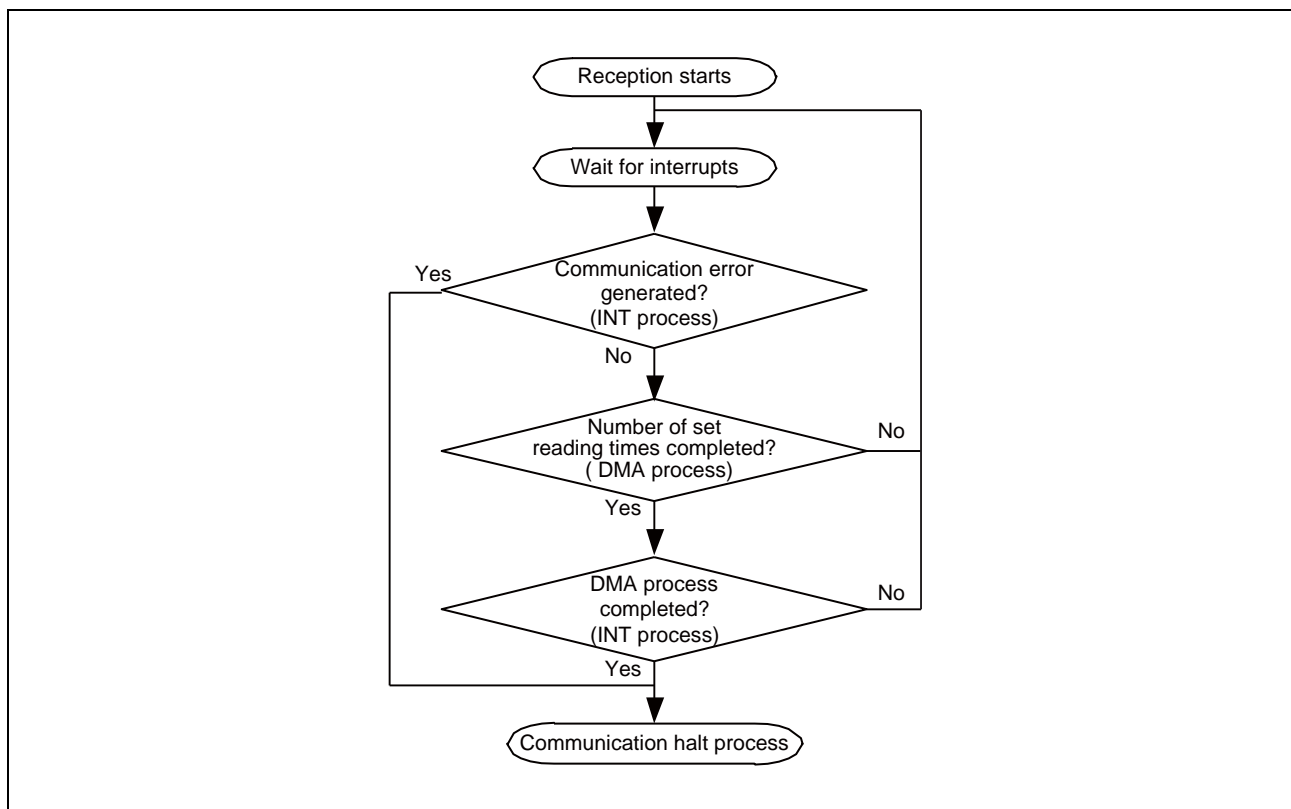 Reception starts
Wait for interrupts
Yes
Communication error
generated?
(INT process)
No
Number of set
reading times completed?
( DMA process)
No
Yes
DMA process
completed?
(INT process)
No
Yes
Communication halt process